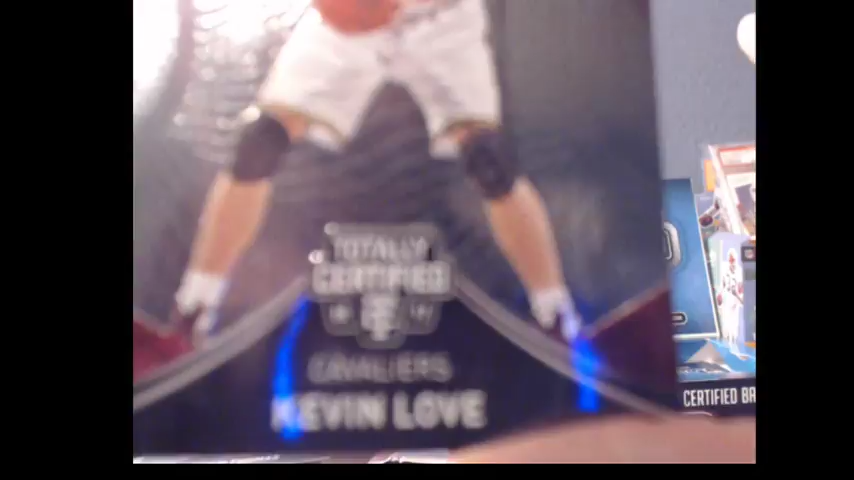 TOTALLY
CERTIFIED
CAVALIERS
KEVIN LOVE
CERTIFIED BA